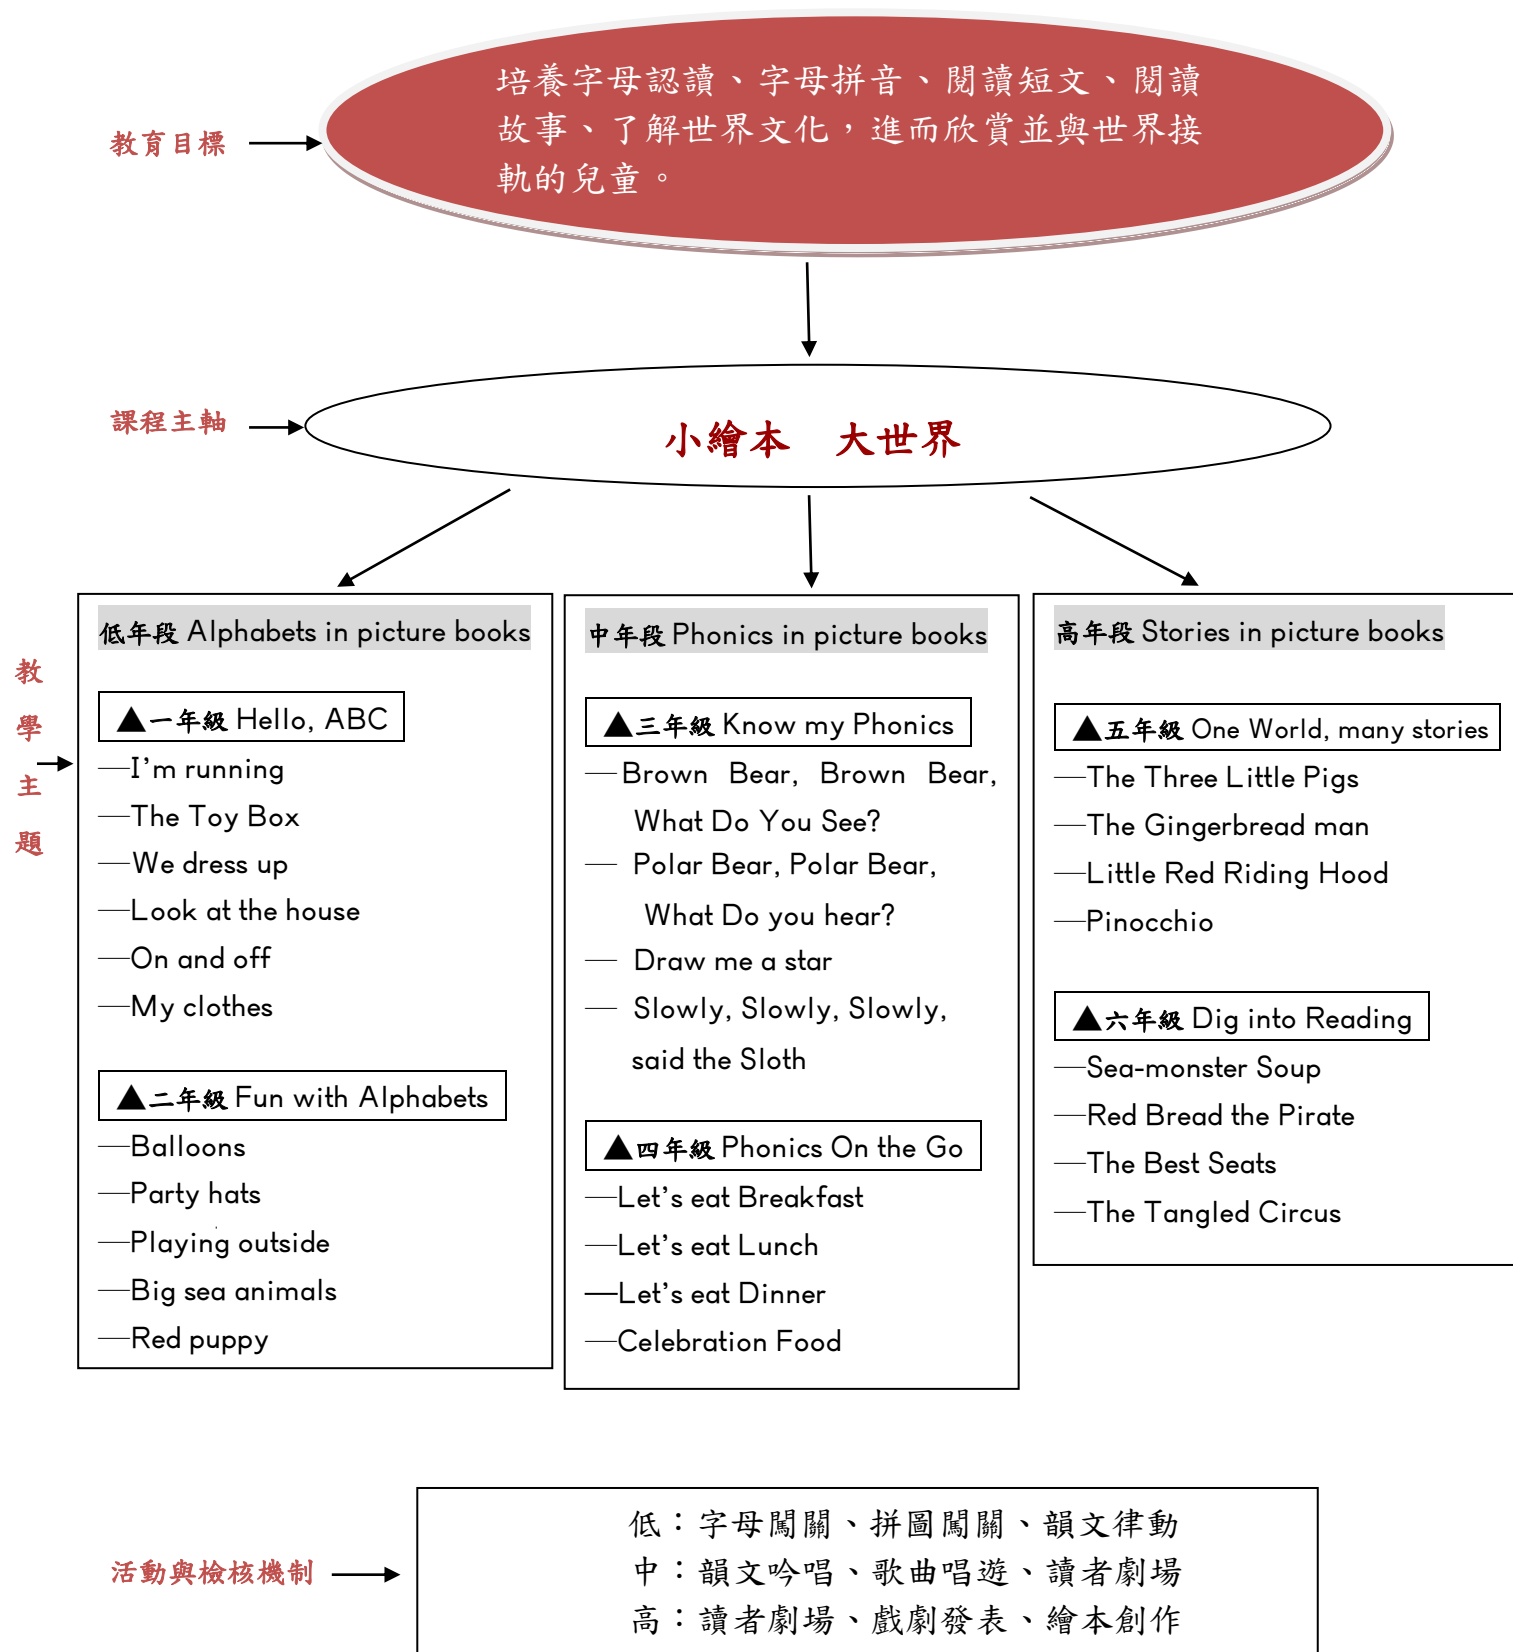 培養字母認讀、字母拼音、閱讀短文、閱讀
故事、了解世界文化，進而欣賞並與世界接
軌的兒童。
教育目標
課程主軸
小繪本　大世界
教
學
主
題
低年段 Alphabets in picture books
▲一年級 Hello, ABC
—I'm running
—The Toy Box
—We dress up
—Look at the house
—On and off
—My clothes
▲二年級 Fun with Alphabets
—Balloons
—Party hats
—Playing outside
—Big sea animals
—Red puppy
中年段 Phonics in picture books
▲三年級 Know my Phonics
—Brown Bear, Brown Bear,
What Do You See?
— Polar Bear, Polar Bear,
What Do you hear?
— Draw me a star
— Slowly, Slowly, Slowly,
said the Sloth
▲四年級 Phonics On the Go
—Let's eat Breakfast
—Let's eat Lunch
—Let's eat Dinner
—Celebration Food
高年段 Stories in picture books
▲五年級 One World, many stories
—The Three Little Pigs
—The Gingerbread man
—Little Red Riding Hood
—Pinocchio
▲六年級 Dig into Reading
—Sea-monster Soup
—Red Bread the Pirate
—The Best Seats
—The Tangled Circus
活動與檢核機制
低：字母闖關、拼圖闖關、韻文律動
中：韻文吟唱、歌曲唱遊、讀者劇場
高：讀者劇場、戲劇發表、繪本創作